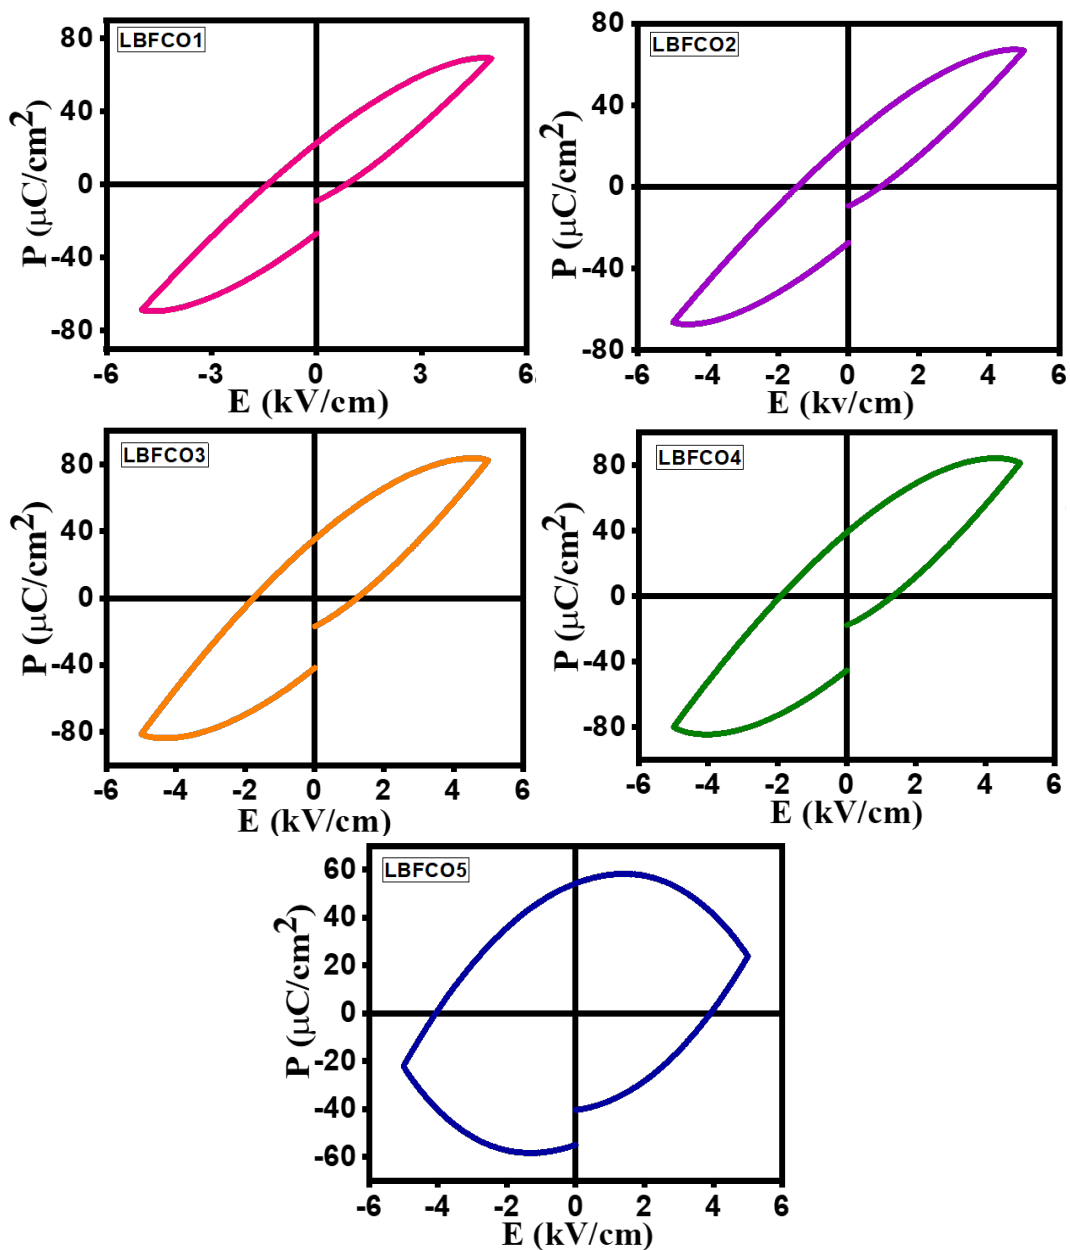 LBFCO1
P (μC/cm²)
80
40
0
-40
-80
-6 -3 0 3 6
E (kV/cm)
LBFCO2
P (μC/cm²)
80
40
0
-40
-80
-6 -4 -2 0 2 4 6
E (kv/cm)
LBFCO3
P (μC/cm²)
80
40
0
-40
-80
-6 -4 -2 0 2 4 6
E (kV/cm)
LBFCO4
P (μC/cm²)
80
40
0
-40
-80
-6 -4 -2 0 2 4 6
E (kV/cm)
LBFCO5
P (μC/cm²)
60
40
20
0
-20
-40
-60
-6 -4 -2 0 2 4 6
E (kV/cm)